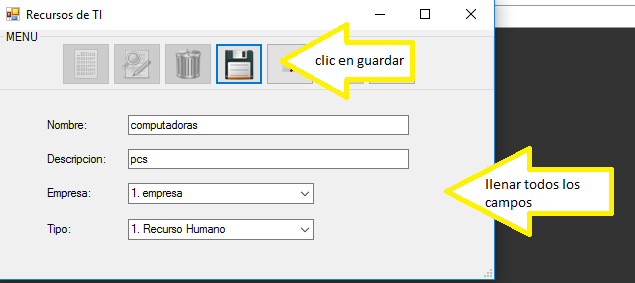 Recursos de TI
MENU
clic en guardar
Nombre: computadoras
Descripcion: pcs
llenar todos los
campos
Empresa: 1. empresa
Tipo: 1. Recurso Humano